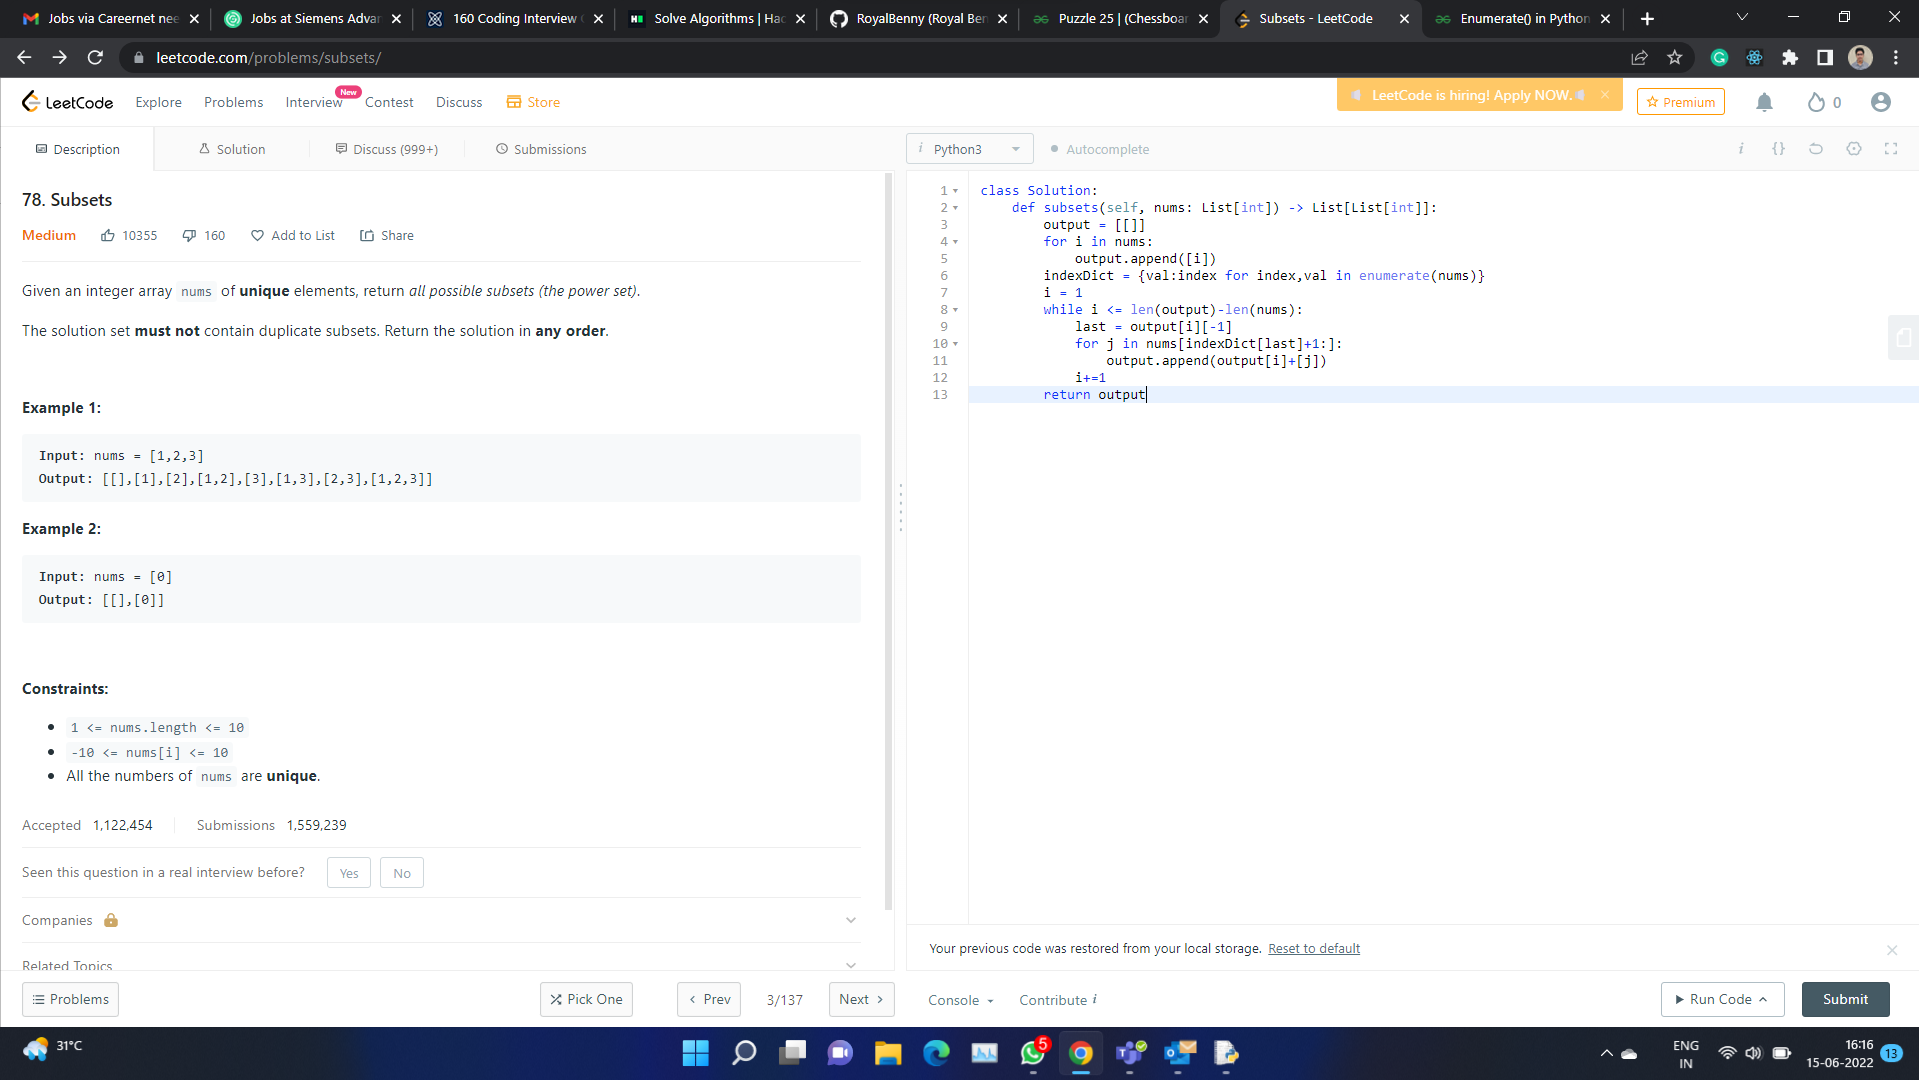 Jobs via Careernet nee
Jobs at Siemens Advar
160 Coding Interview
Solve Algorithms | Hac
RoyalBenny (Royal Ben
Puzzle 25 | (Chessboar
Subsets - LeetCode
Enumerate() in Python
leetcode.com/problems/subsets/
LeetCode
Explore
Problems
Interview
New
Contest
Discuss
Store
LeetCode is hiring! Apply NOW.
Premium
0
Description
Solution
Discuss (999+)
Submissions
i Python3
Autocomplete
i
{}
78. Subsets
Medium
10355
160
Add to List
Share
Given an integer array nums of unique elements, return all possible subsets (the power set).
The solution set must not contain duplicate subsets. Return the solution in any order.
Example 1:
Input: nums = [1,2,3]
Output: [[],[1],[2],[1,2],[3],[1,3],[2,3],[1,2,3]]
Example 2:
Input: nums = [0]
Output: [[],[0]]
Constraints:
1 <= nums.length <= 10
-10 <= nums[i] <= 10
All the numbers of nums are unique.
Accepted 1,122,454
Submissions 1,559,239
Seen this question in a real interview before?
Yes
No
Companies
Related Topics
1 class Solution:
2     def subsets(self, nums: List[int]) -> List[List[int]]:
3         output = [[]]
4         for i in nums:
5             output.append([i])
6         indexDict = {val:index for index,val in enumerate(nums)}
7         i = 1
8         while i <= len(output)-len(nums):
9             last = output[i][-1]
10             for j in nums[indexDict[last]+1:]:
11                 output.append(output[i]+[j])
12             i+=1
13         return output
Your previous code was restored from your local storage. Reset to default
Problems
Pick One
Prev
3/137
Next
Console
Contribute i
Run Code
Submit
31°C
5
ENG
IN
16:16
15-06-2022
13